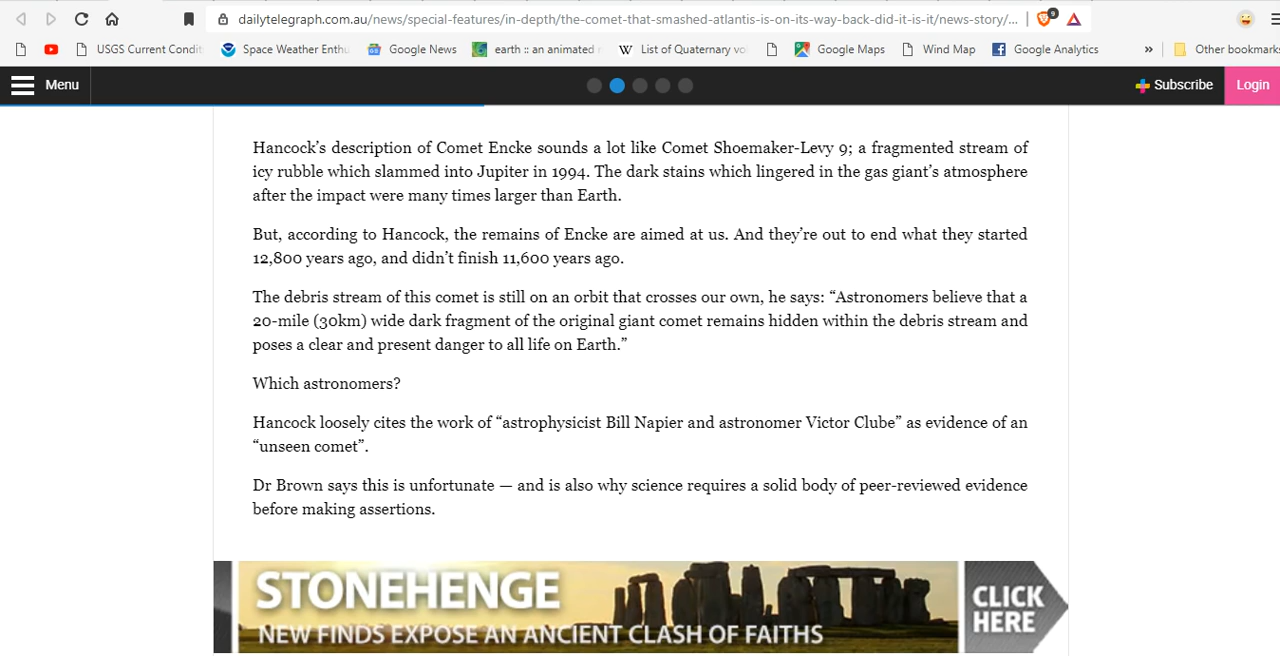 dailytelegraph.com.au/news/special-features/in-depth/the-comet-that-smashed-atlantis-is-on-its-way-back-did-it-is-it/news-story/...
9
USGS Current Condit
Space Weather Enthu
Google News
earth :: an animated
W List of Quaternary vo
Google Maps
Wind Map
Google Analytics
»
Other bookmarks
Menu
Subscribe
Login
Hancock’s description of Comet Encke sounds a lot like Comet Shoemaker-Levy 9; a fragmented stream of
icy rubble which slammed into Jupiter in 1994. The dark stains which lingered in the gas giant’s atmosphere
after the impact were many times larger than Earth.
But, according to Hancock, the remains of Encke are aimed at us. And they’re out to end what they started
12,800 years ago, and didn’t finish 11,600 years ago.
The debris stream of this comet is still on an orbit that crosses our own, he says: “Astronomers believe that a
20-mile (30km) wide dark fragment of the original giant comet remains hidden within the debris stream and
poses a clear and present danger to all life on Earth.”
Which astronomers?
Hancock loosely cites the work of “astrophysicist Bill Napier and astronomer Victor Clube” as evidence of an
“unseen comet”.
Dr Brown says this is unfortunate — and is also why science requires a solid body of peer-reviewed evidence
before making assertions.
STONEHENGE
NEW FINDS EXPOSE AN ANCIENT CLASH OF FAITHS
CLICK
HERE